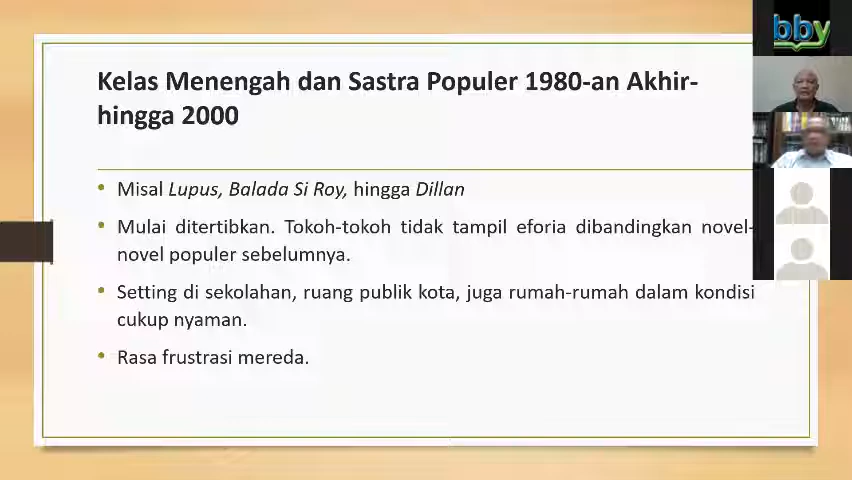 Kelas Menengah dan Sastra Populer 1980-an Akhir-
hingga 2000
• Misal Lupus, Balada Si Roy, hingga Dillan
• Mulai ditertibkan. Tokoh-tokoh tidak tampil eforia dibandingkan novel-
novel populer sebelumnya.
• Setting di sekolahan, ruang publik kota, juga rumah-rumah dalam kondisi
cukup nyaman.
• Rasa frustrasi mereda.
bby